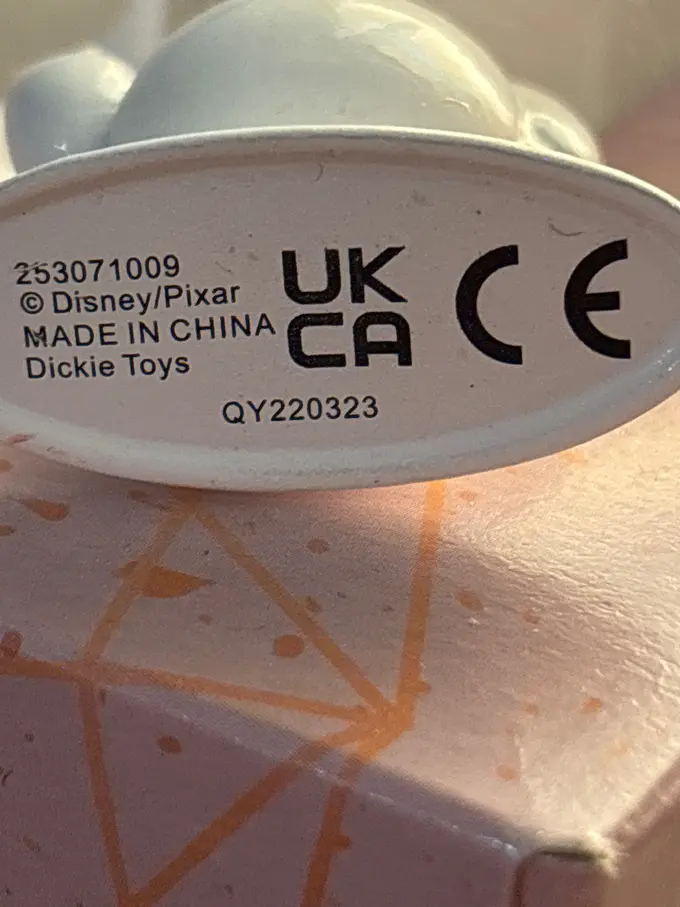 253071009
© Disney/Pixar
MADE IN CHINA
Dickie Toys
UK
CA
CE
QY220323